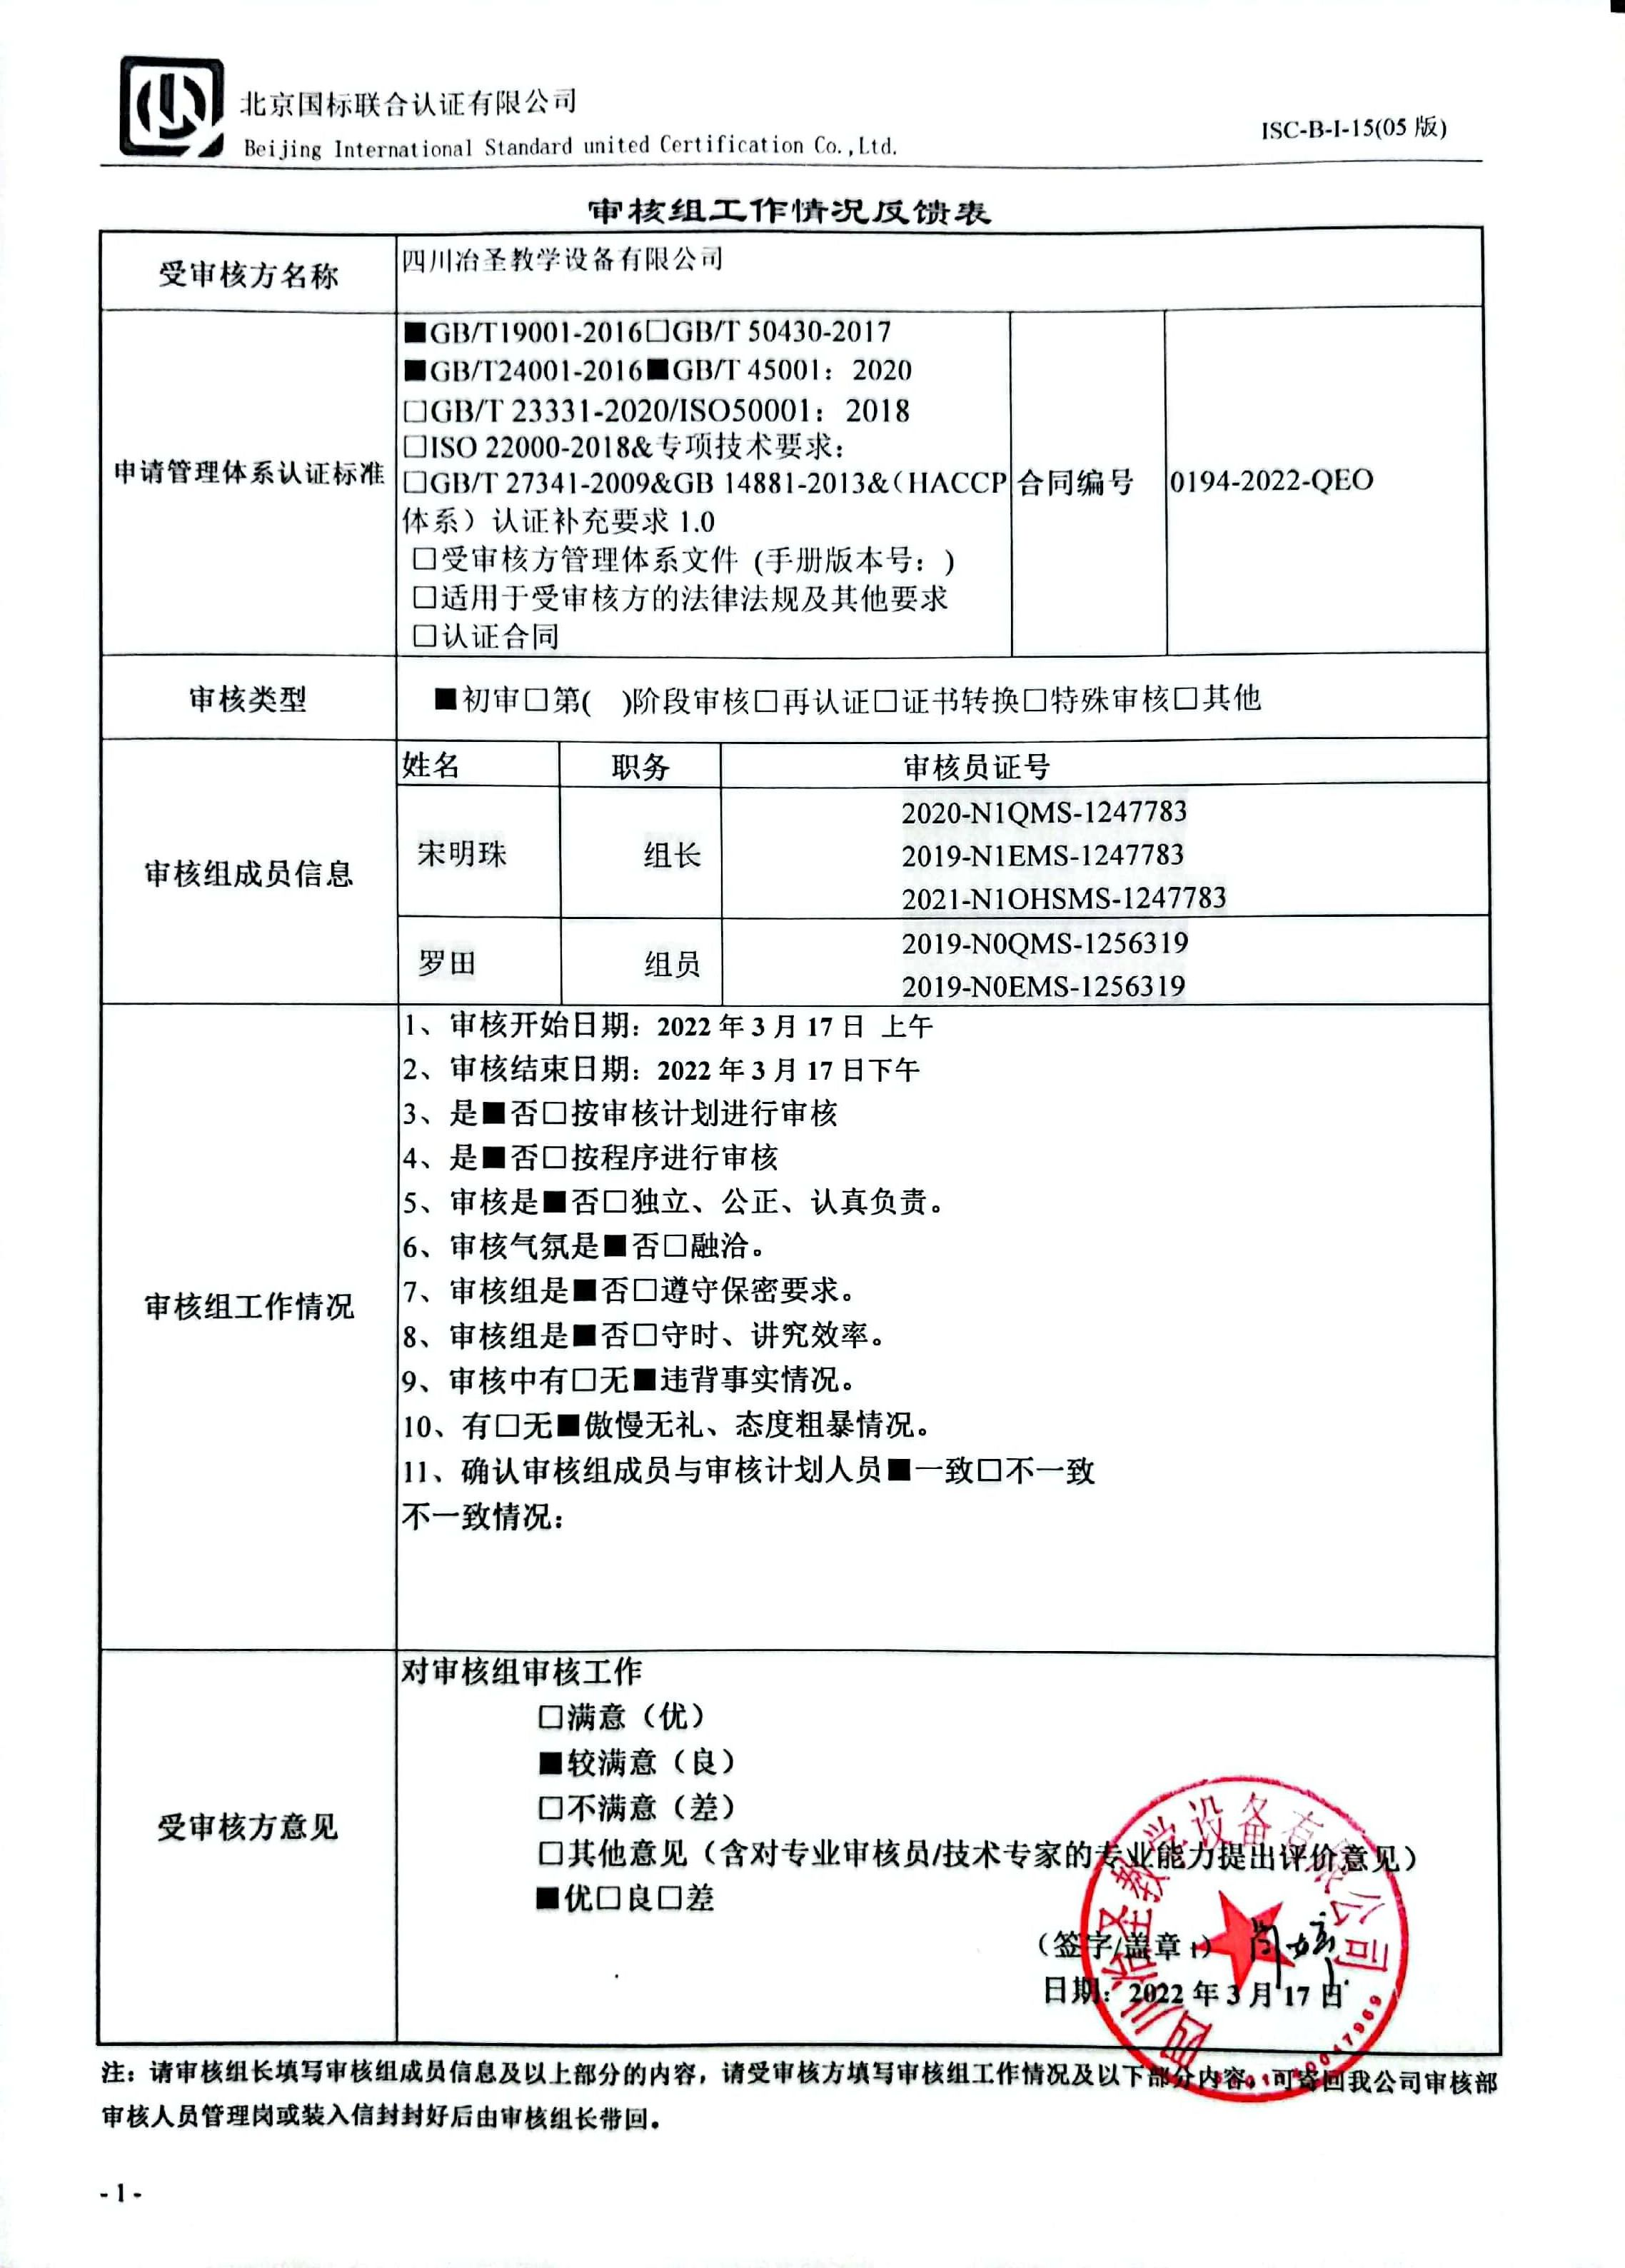 北京国标联合认证有限公司
Beijing International Standard united Certification Co.,Ltd.
ISC-B-I-15(05 版)
审核组工作情况反馈表
受审核方名称
四川冶圣教学设备有限公司
申请管理体系认证标准
■GB/T19001-2016□GB/T 50430-2017
■GB/T24001-2016■GB/T 45001：2020
□GB/T 23331-2020/ISO50001：2018
□ISO 22000-2018&专项技术要求：
□GB/T 27341-2009&GB 14881-2013&（HACCP
体系）认证补充要求 1.0
□受审核方管理体系文件 (手册版本号：)
□适用于受审核方的法律法规及其他要求
□认证合同
合同编号
0194-2022-QEO
审核类型
■初审□第( )阶段审核□再认证□证书转换□特殊审核□其他
审核组成员信息
姓名 职务 审核员证号
宋明珠 组长
2020-N1QMS-1247783
2019-N1EMS-1247783
2021-N1OHSMS-1247783
罗田 组员
2019-N0QMS-1256319
2019-N0EMS-1256319
审核组工作情况
1、审核开始日期：2022 年 3 月 17 日 上午
2、审核结束日期：2022 年 3 月 17 日下午
3、是■否□按审核计划进行审核
4、是■否□按程序进行审核
5、审核是■否□独立、公正、认真负责。
6、审核气氛是■否□融洽。
7、审核组是■否□遵守保密要求。
8、审核组是■否□守时、讲究效率。
9、审核中有□无■违背事实情况。
10、有□无■傲慢无礼、态度粗暴情况。
11、确认审核组成员与审核计划人员■一致□不一致
不一致情况：
受审核方意见
对审核组审核工作
□满意（优）
■较满意（良）
□不满意（差）
□其他意见（含对专业审核员/技术专家的专业能力提出评价意见）
■优□良□差
（签字/盖章：）
日期：2022 年 3 月 17 日
四川冶圣教学设备有限公司
注：请审核组长填写审核组成员信息及以上部分的内容，请受审核方填写审核组工作情况及以下部分内容。可寄回我公司审核部
审核人员管理岗或装入信封封好后由审核组长带回。
- 1 -